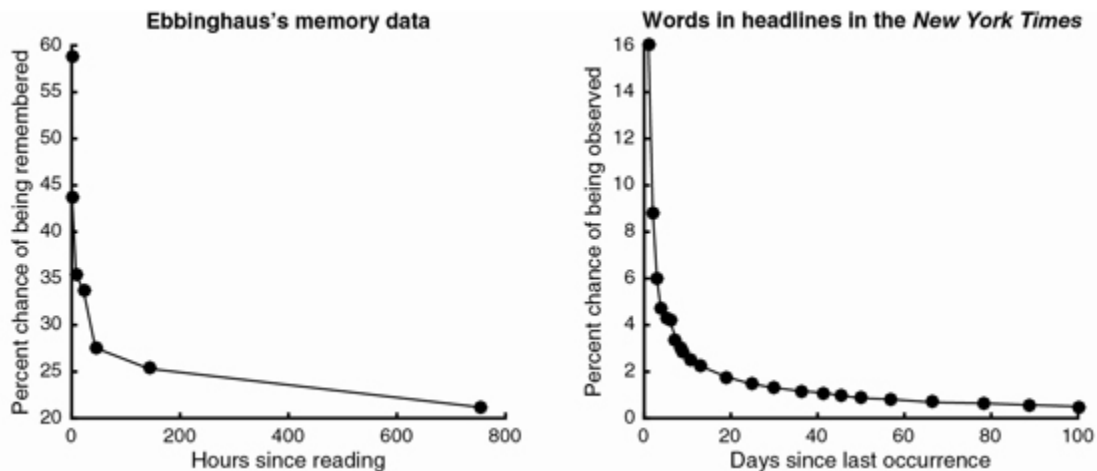 Ebbinghaus's memory data
Percent chance of being remembered
60
55
50
45
40
35
30
25
20
0 200 400 600 800
Hours since reading
Words in headlines in the New York Times
Percent chance of being observed
16
14
12
10
8
6
4
2
0
0 20 40 60 80 100
Days since last occurrence